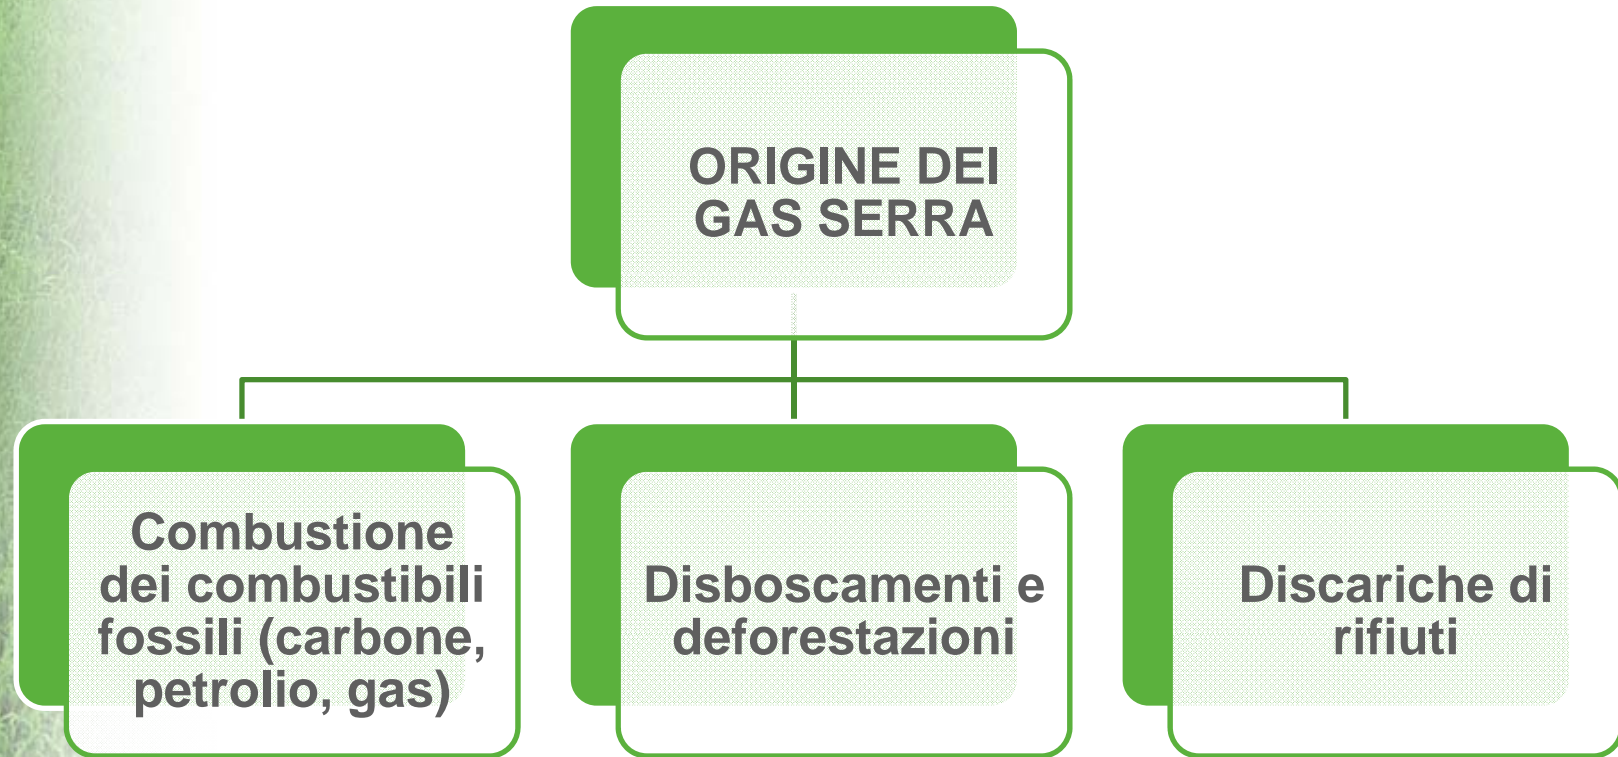 ORIGINE DEI
GAS SERRA
Combustione
dei combustibili
fossili (carbone,
petrolio, gas)
Disboscamenti e
deforestazioni
Discariche di
rifiuti